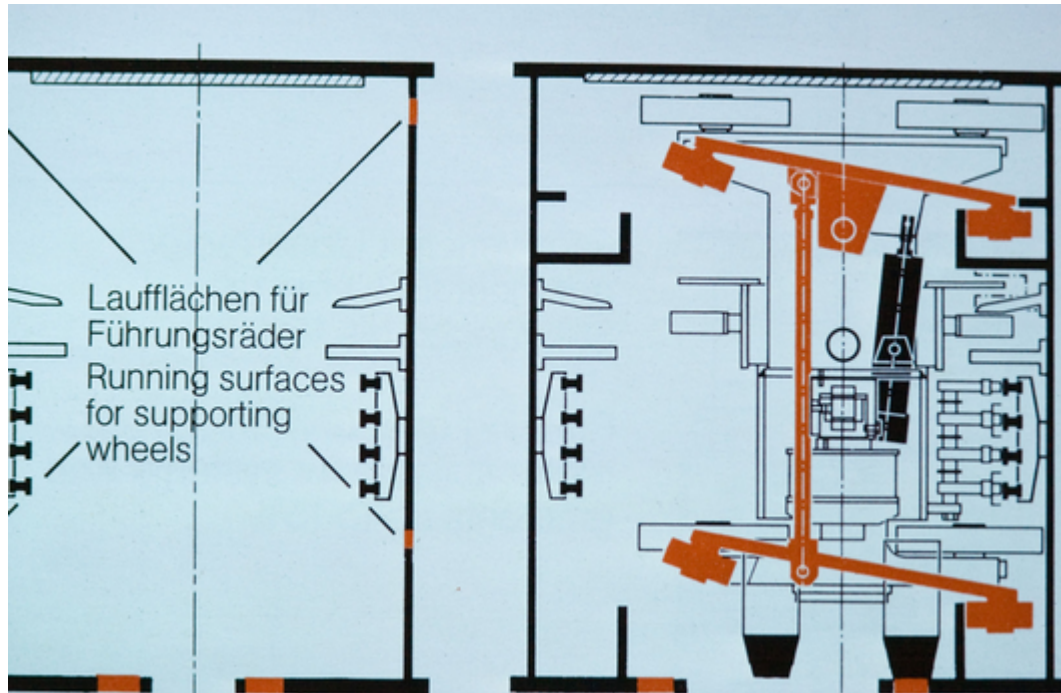 Laufflächen für
Führungsräder
Running surfaces
for supporting
wheels